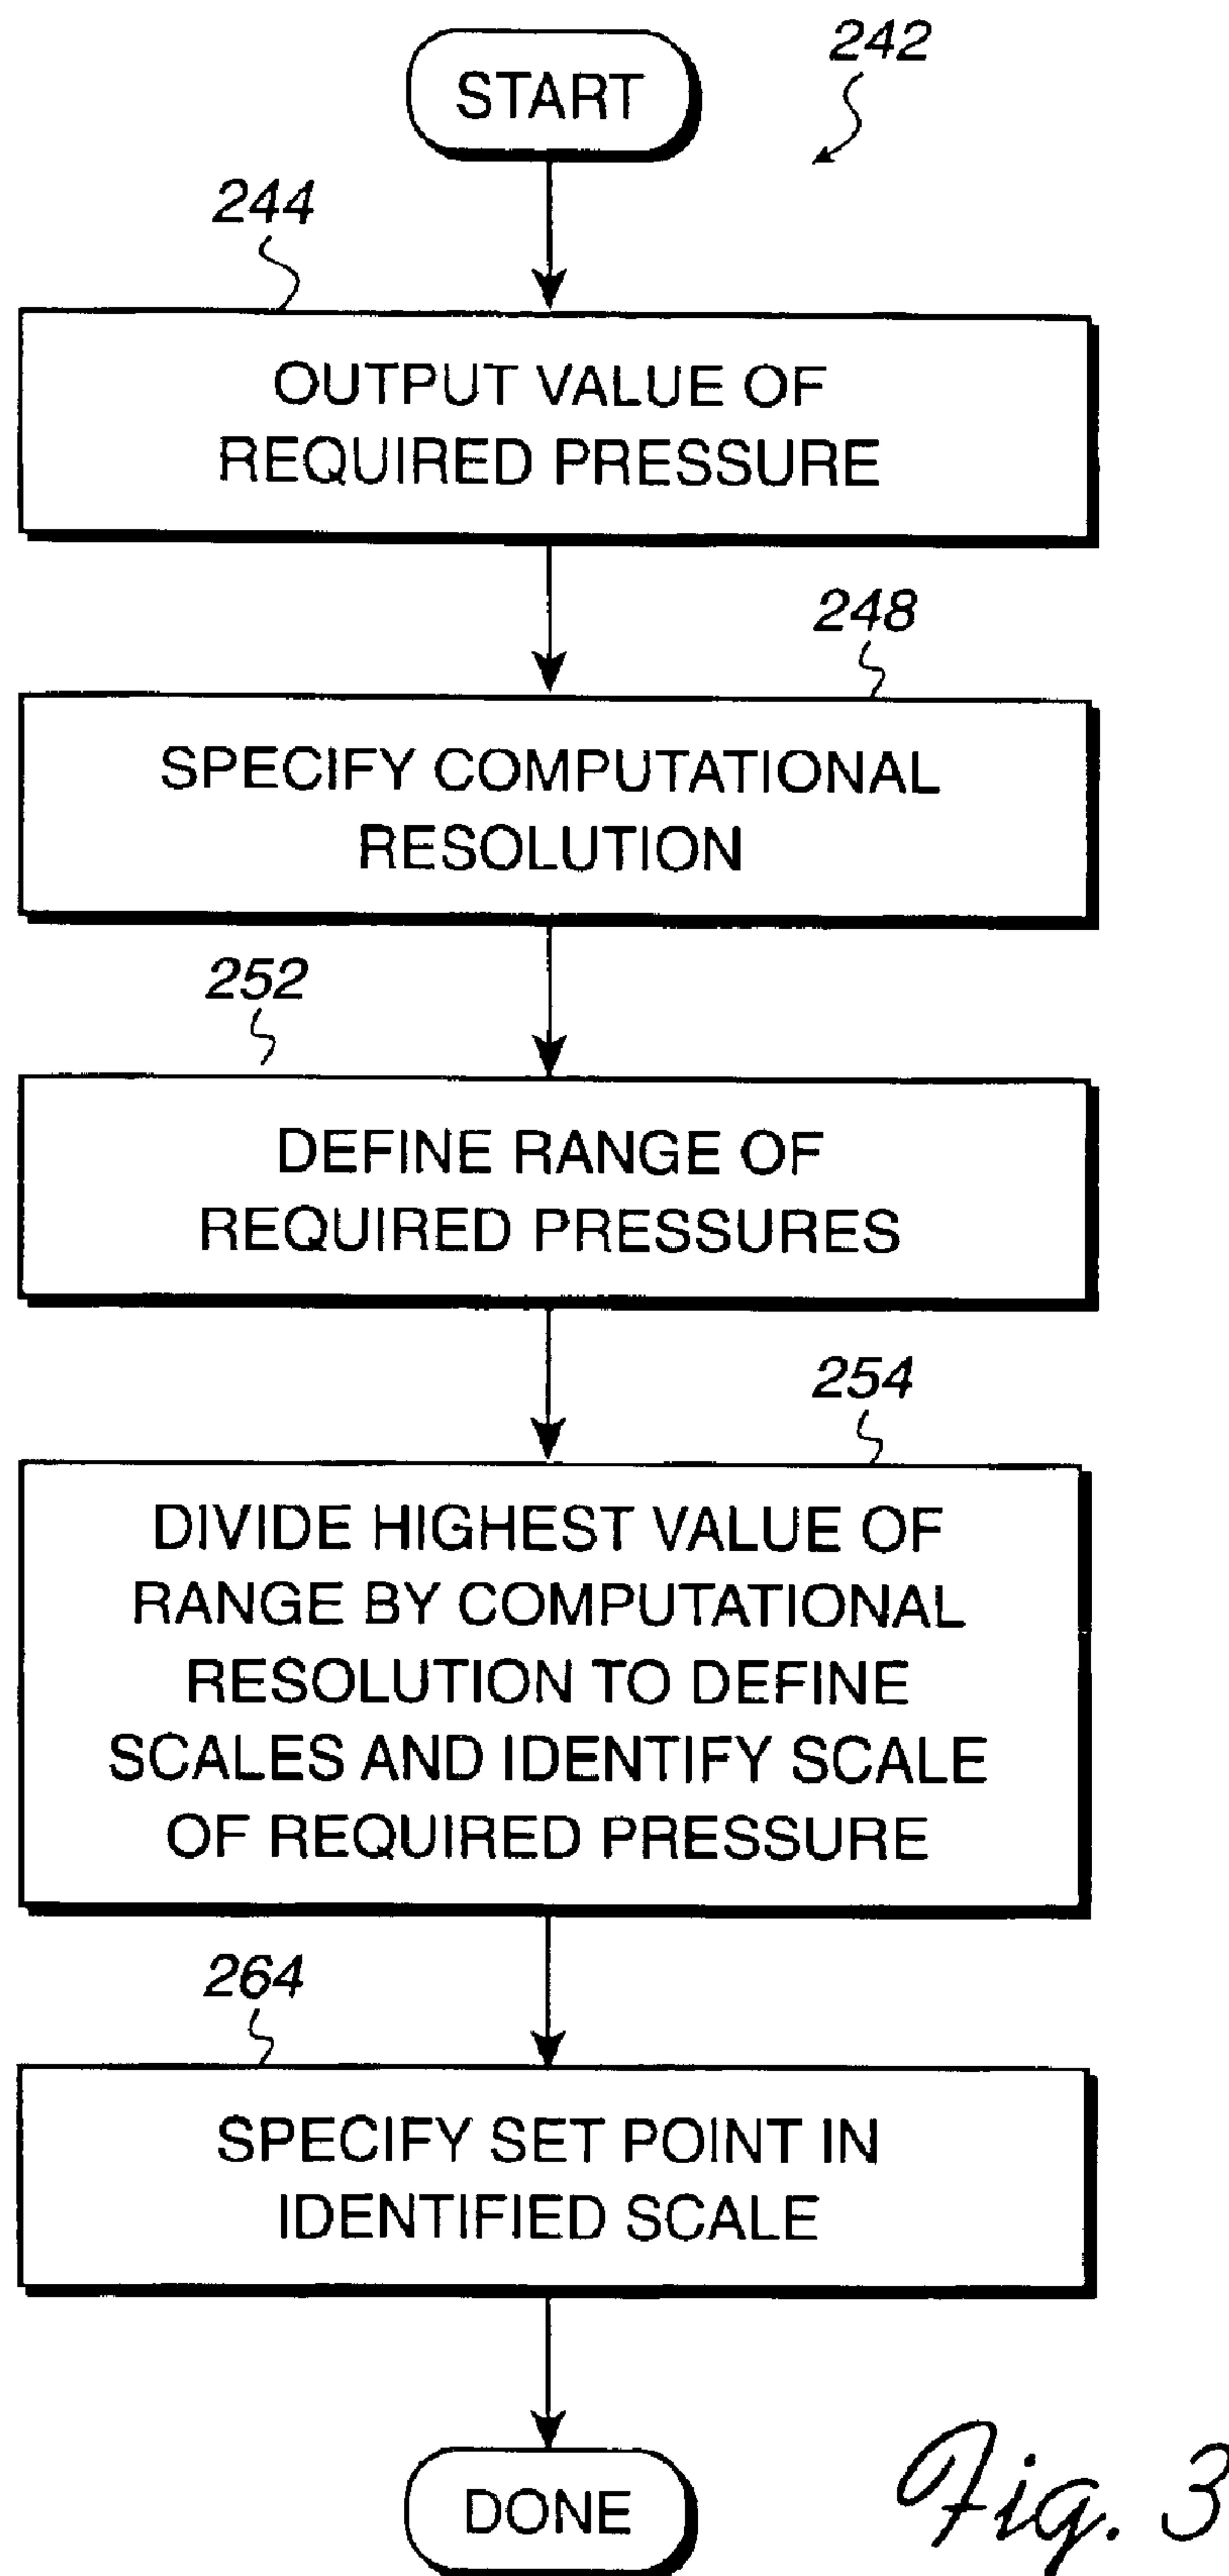 START
242
244
OUTPUT VALUE OF
REQUIRED PRESSURE
248
SPECIFY COMPUTATIONAL
RESOLUTION
252
DEFINE RANGE OF
REQUIRED PRESSURES
254
DIVIDE HIGHEST VALUE OF
RANGE BY COMPUTATIONAL
RESOLUTION TO DEFINE
SCALES AND IDENTIFY SCALE
OF REQUIRED PRESSURE
264
SPECIFY SET POINT IN
IDENTIFIED SCALE
DONE
Fig. 3